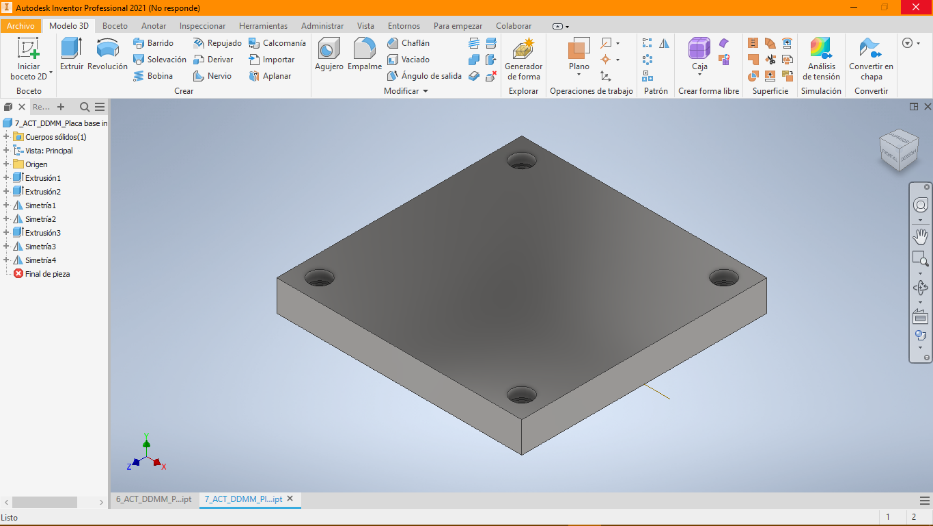 Autodesk Inventor Professional 2021 (No responde)
Archivo Modelo 3D Boceto Anotar Inspeccionar Herramientas Administrar Vista Entornos Para empezar Colaborar
Iniciar boceto 2D
Boceto
Extruir Revolución
Barrido Repujado Calcomanía
Solevación Derivar Importar
Bobina Nervio Aplanar
Crear
Agujero Empalme
Chaflán
Vaciado
Ángulo de salida
Modificar
Generador de forma
Explorar
Plano
Operaciones de trabajo
Patrón
Caja
Crear forma libre
Superficie
Análisis de tensión
Simulación
Convertir en chapa
Convertir
Re...
7_ACT_DDMM_Placa base in
Cuerpos sólidos(1)
Vista: Principal
Origen
Extrusión1
Extrusión2
Simetría1
Simetría2
Extrusión3
Simetría3
Simetría4
Final de pieza
Y
Z X
6_ACT_DDMM_P...ipt 7_ACT_DDMM_Pl...ipt
Listo 1 2